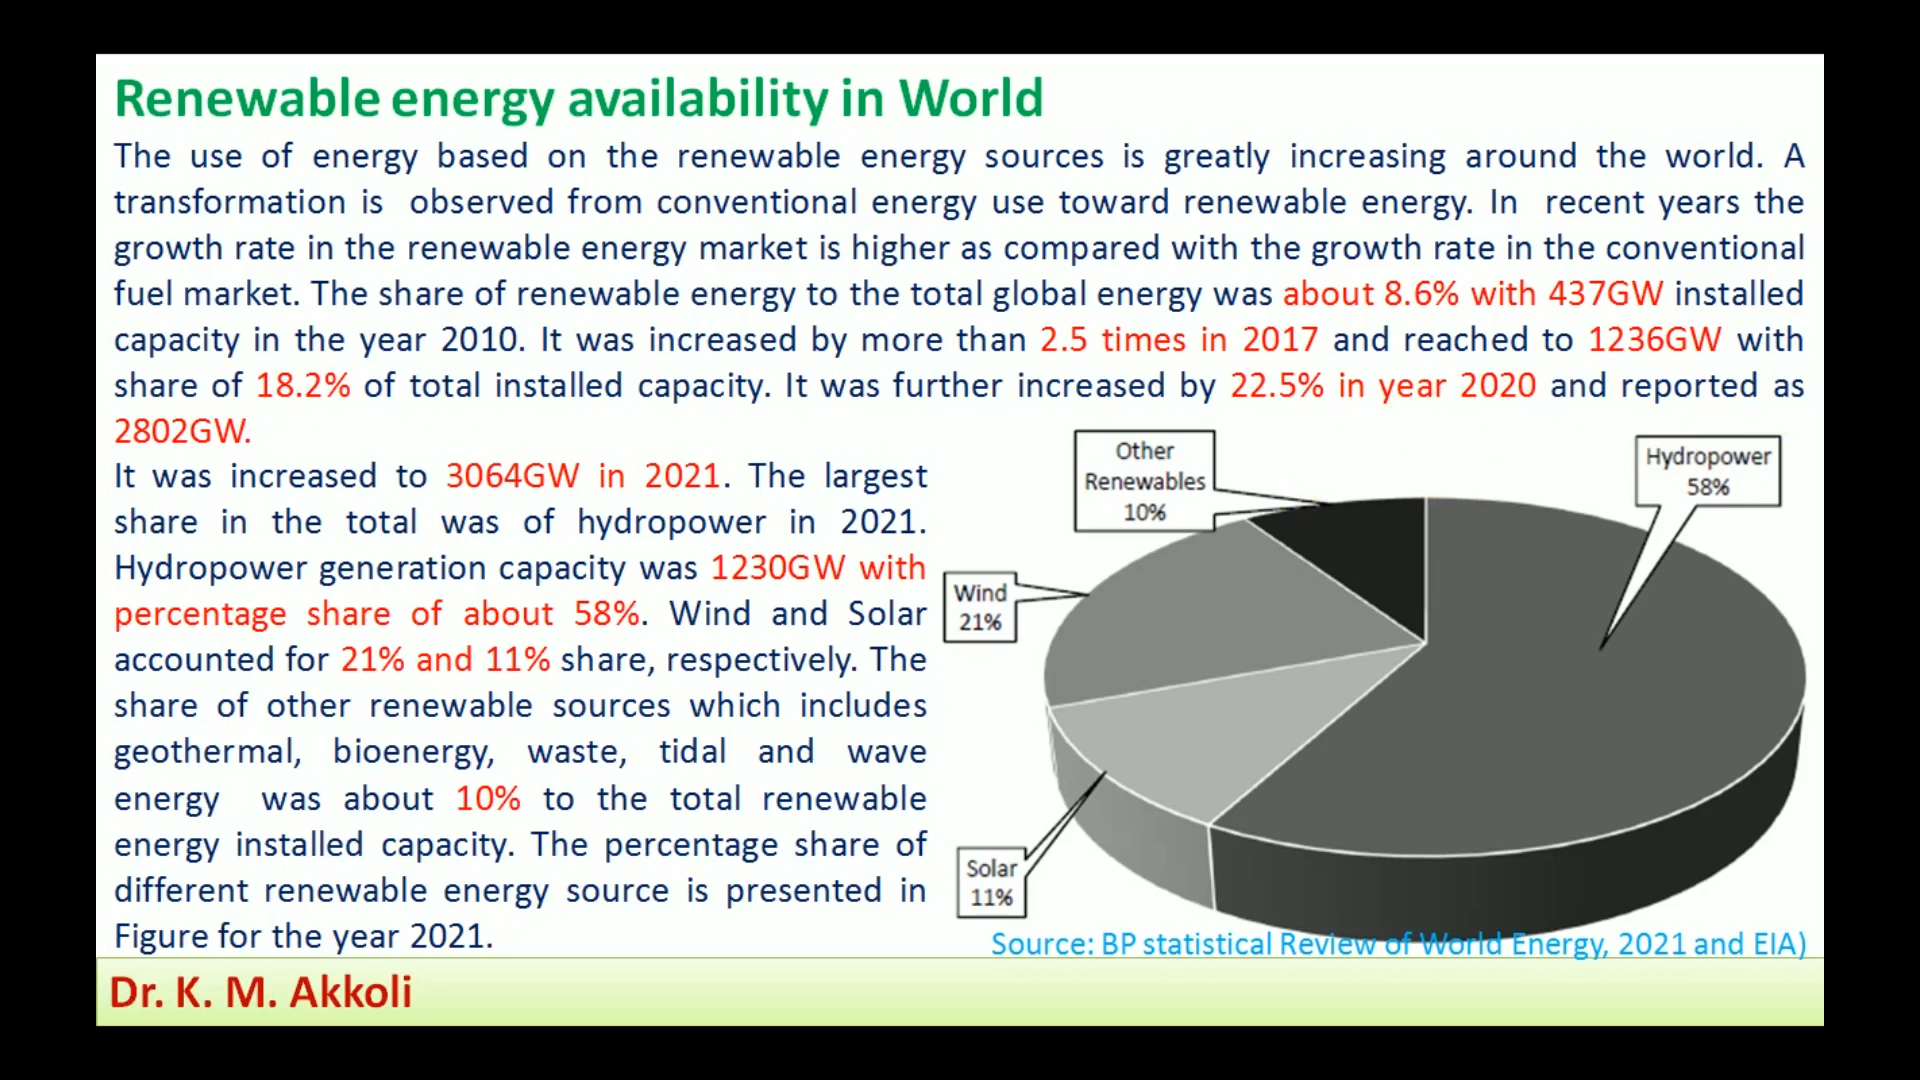 Renewable energy availability in World
The use of energy based on the renewable energy sources is greatly increasing around the world. A
transformation is observed from conventional energy use toward renewable energy. In recent years the
growth rate in the renewable energy market is higher as compared with the growth rate in the conventional
fuel market. The share of renewable energy to the total global energy was about 8.6% with 437GW installed
capacity in the year 2010. It was increased by more than 2.5 times in 2017 and reached to 1236GW with
share of 18.2% of total installed capacity. It was further increased by 22.5% in year 2020 and reported as
2802GW.
It was increased to 3064GW in 2021. The largest
share in the total was of hydropower in 2021.
Hydropower generation capacity was 1230GW with
percentage share of about 58%. Wind and Solar
accounted for 21% and 11% share, respectively. The
share of other renewable sources which includes
geothermal, bioenergy, waste, tidal and wave
energy was about 10% to the total renewable
energy installed capacity. The percentage share of
different renewable energy source is presented in
Figure for the year 2021.
Other
Renewables
10%
Hydropower
58%
Wind
21%
Solar
11%
Source: BP statistical Review of World Energy, 2021 and EIA)
Dr. K. M. Akkoli